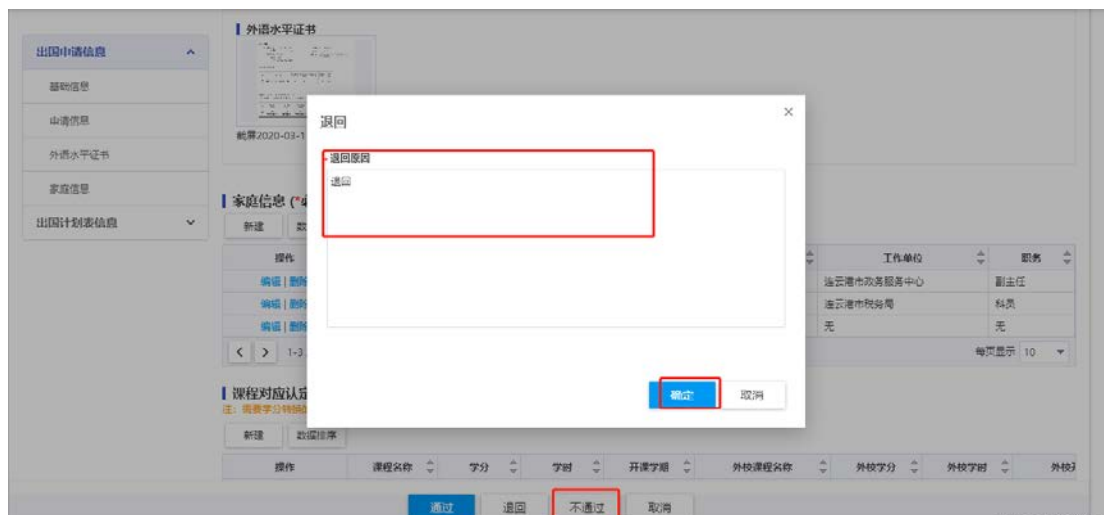 外语水平证书
出国申请信息
基础信息
申请信息
外语水平证书
家庭信息
出国计划表信息
截屏2020-03-1
家庭信息 (*
新建
操作
工作单位
职务
编辑 | 删除
连云港市政务服务中心
副主任
编辑 | 删除
连云港市税务局
科员
编辑 | 删除
无
无
1-3
每页显示 10
退回
×
退回原因
退回
确定
取消
课程对应认定
注：需要学分转换
新建
数据排序
操作
课程名称
学分
学时
开课学期
外校课程名称
外校学分
外校学时
外校
通过
退回
不通过
取消